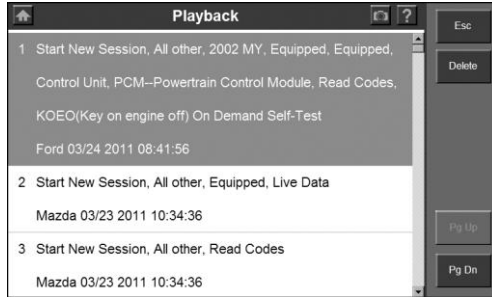 Playback
?
Esc
Delete
1 Start New Session, All other, 2002 MY, Equipped, Equipped,
Control Unit, PCM--Powertrain Control Module, Read Codes,
KOEO(Key on engine off) On Demand Self-Test
Ford 03/24 2011 08:41:56
2 Start New Session, All other, Equipped, Live Data
Mazda 03/23 2011 10:34:36
3 Start New Session, All other, Read Codes
Mazda 03/23 2011 10:34:36
Pg Up
Pg Dn